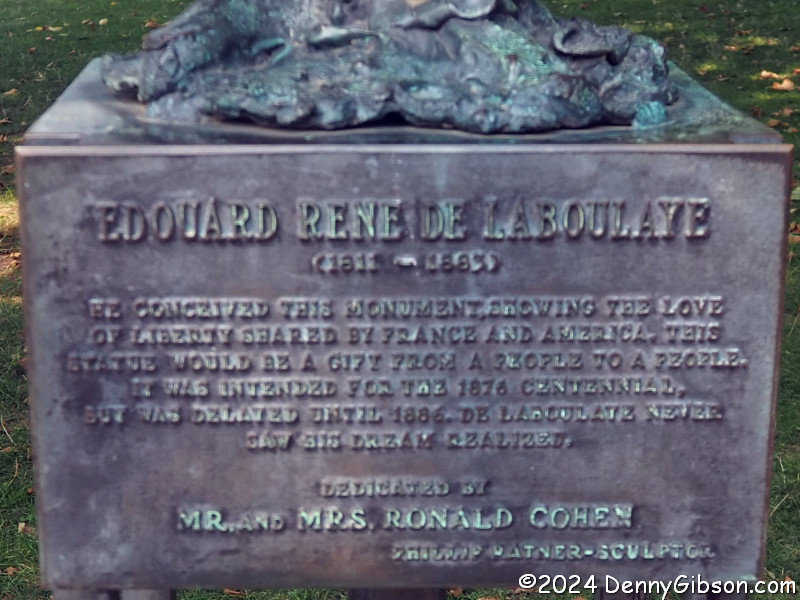 EDOUARD RENE DE LABOULAYE
(1811 - 1883)
HE CONCEIVED THIS MONUMENT SHOWING THE LOVE
OF LIBERTY SHARED BY FRANCE AND AMERICA. THIS
STATUE WOULD BE A GIFT FROM A PEOPLE TO A PEOPLE.
IT WAS INTENDED FOR THE 1876 CENTENNIAL,
BUT WAS DELAYED UNTIL 1886. DE LABOULAYE NEVER
SAW HIS DREAM REALIZED.
DEDICATED BY
MR. AND MRS. RONALD COHEN
PHILLIP RATNER-SCULPTOR
©2024 DennyGibson.com